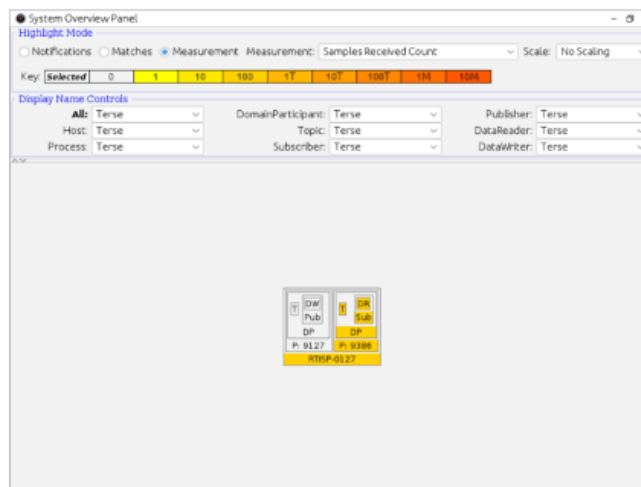 System Overview Panel
Highlight Mode
Notifications Matches Measurement Measurement: Samples Received Count Scale: No Scaling
Key: Selected 0 1 10 100 1T 10T 100T 1M 10M
Display Name Controls
All: Terse DomainParticipant: Terse Publisher: Terse
Host: Terse Topic: Terse DataReader: Terse
Process: Terse Subscriber: Terse DataWriter: Terse
T DW T DR
Pub Sub
DP DP
P: 9127 P: 9386
RTISP-0127